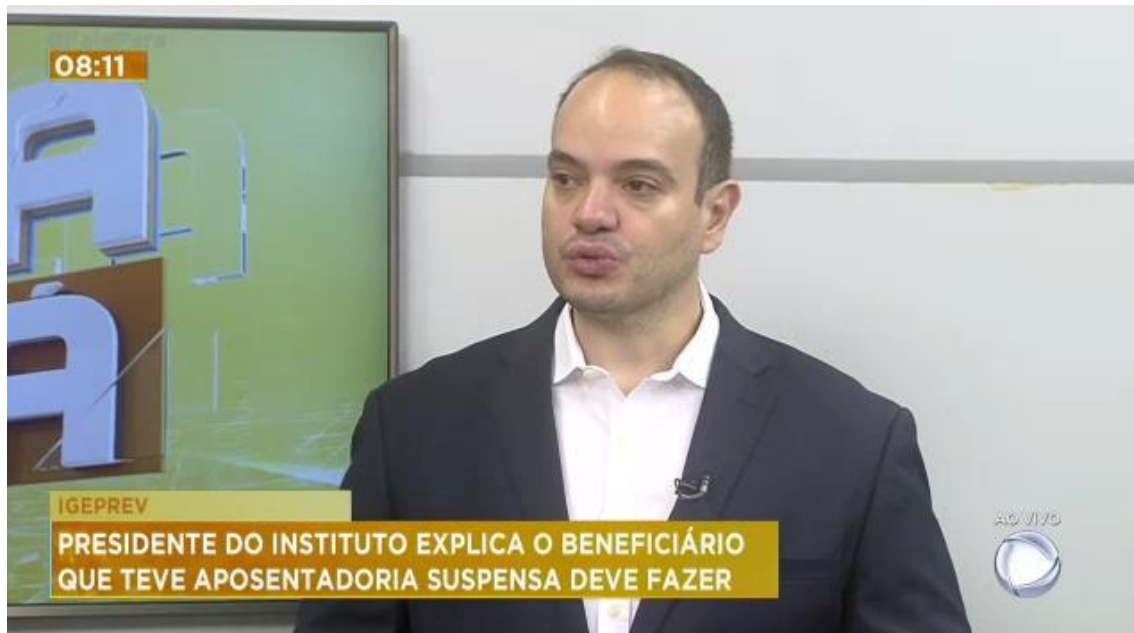 08:11
Á
Á
IGEPREV
PRESIDENTE DO INSTITUTO EXPLICA O BENEFICIÁRIO
QUE TEVE APOSENTADORIA SUSPENSA DEVE FAZER
AO VIVO